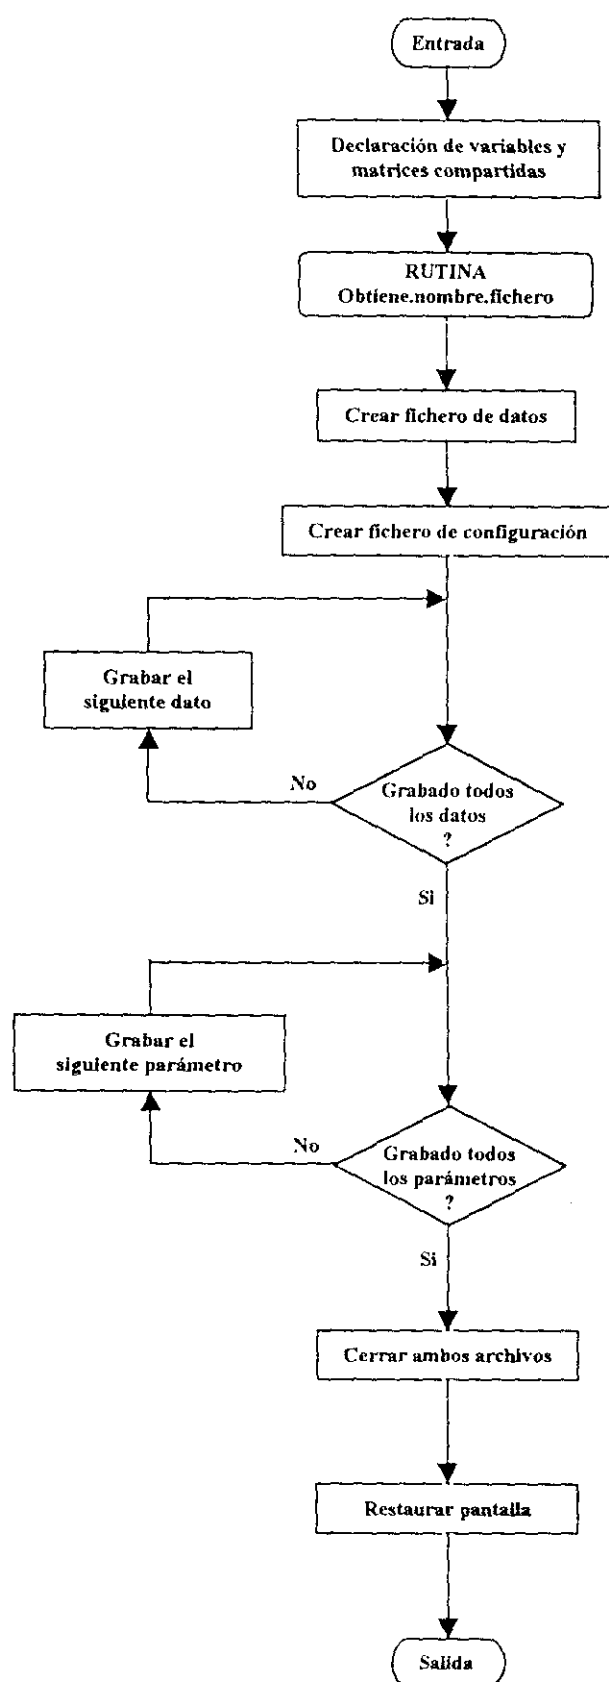 Entrada
Declaración de variables y
matrices compartidas
RUTINA
Obtiene.nombre.fichero
Crear fichero de datos
Crear fichero de configuración
Grabar el
siguiente dato
No
Grabado todos
los datos
?
Si
Grabar el
siguiente parámetro
No
Grabado todos
los parámetros
?
Si
Cerrar ambos archivos
Restaurar pantalla
Salida